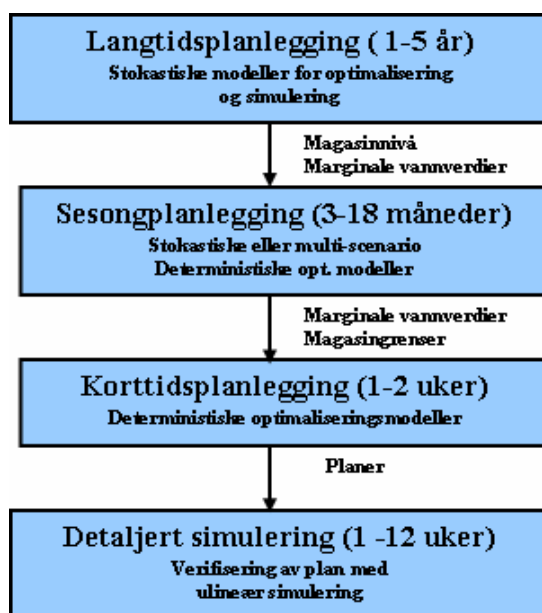 Langtidsplanlegging ( 1-5 år)
Stokastiske modeller for optimalisering
og simulering
Magasinnivå
Marginale vannverdier
Sesongplanlegging (3-18 måneder)
Stokastiske eller multi-scenario
Deterministiske opt. modeller
Marginale vannverdier
Magasingrenser
Korttidsplanlegging (1-2 uker)
Deterministiske optimaliseringsmodeller
Planer
Detaljert simulering (1 -12 uker)
Verifisering av plan med
ulineær simulering